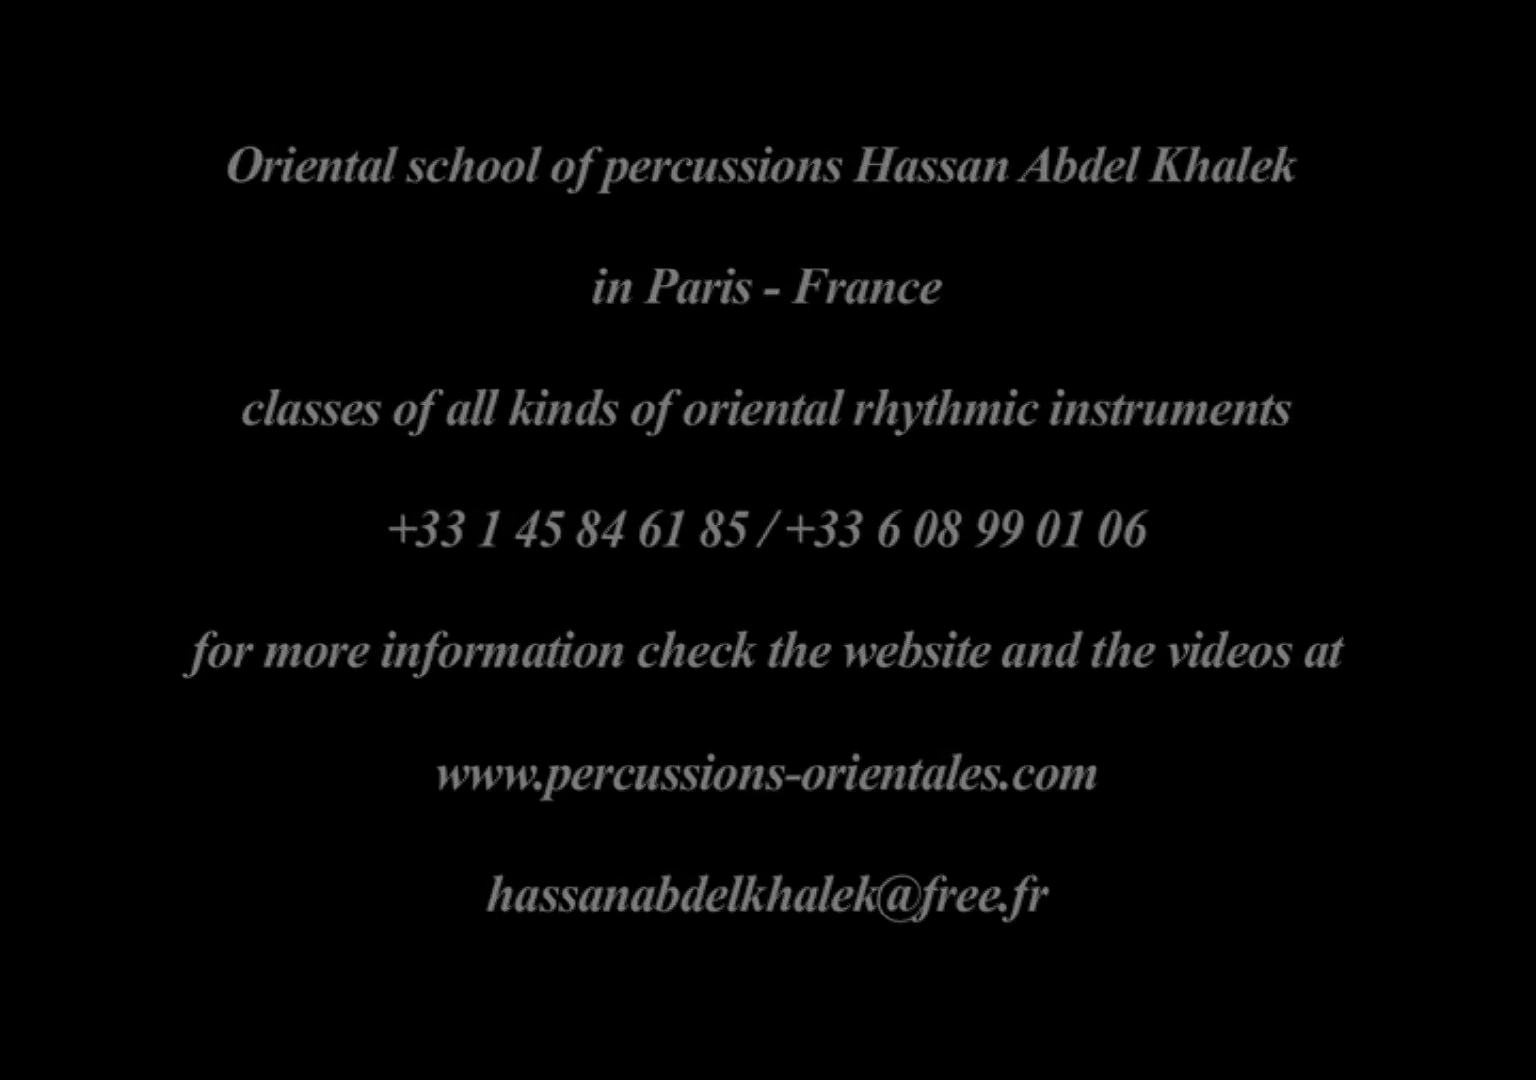 Oriental school of percussions Hassan Abdel Khalek
in Paris - France
classes of all kinds of oriental rhythmic instruments
+33 1 45 84 61 85 / +33 6 08 99 01 06
for more information check the website and the videos at
www.percussions-orientales.com
hassanabdelkhalek@free.fr